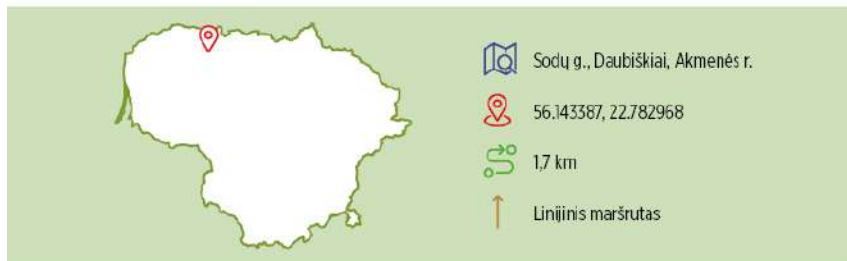 Sodų g., Daubiškiai, Akmenės r.
56.143387, 22.782968
1,7 km
Linijinis maršrutas